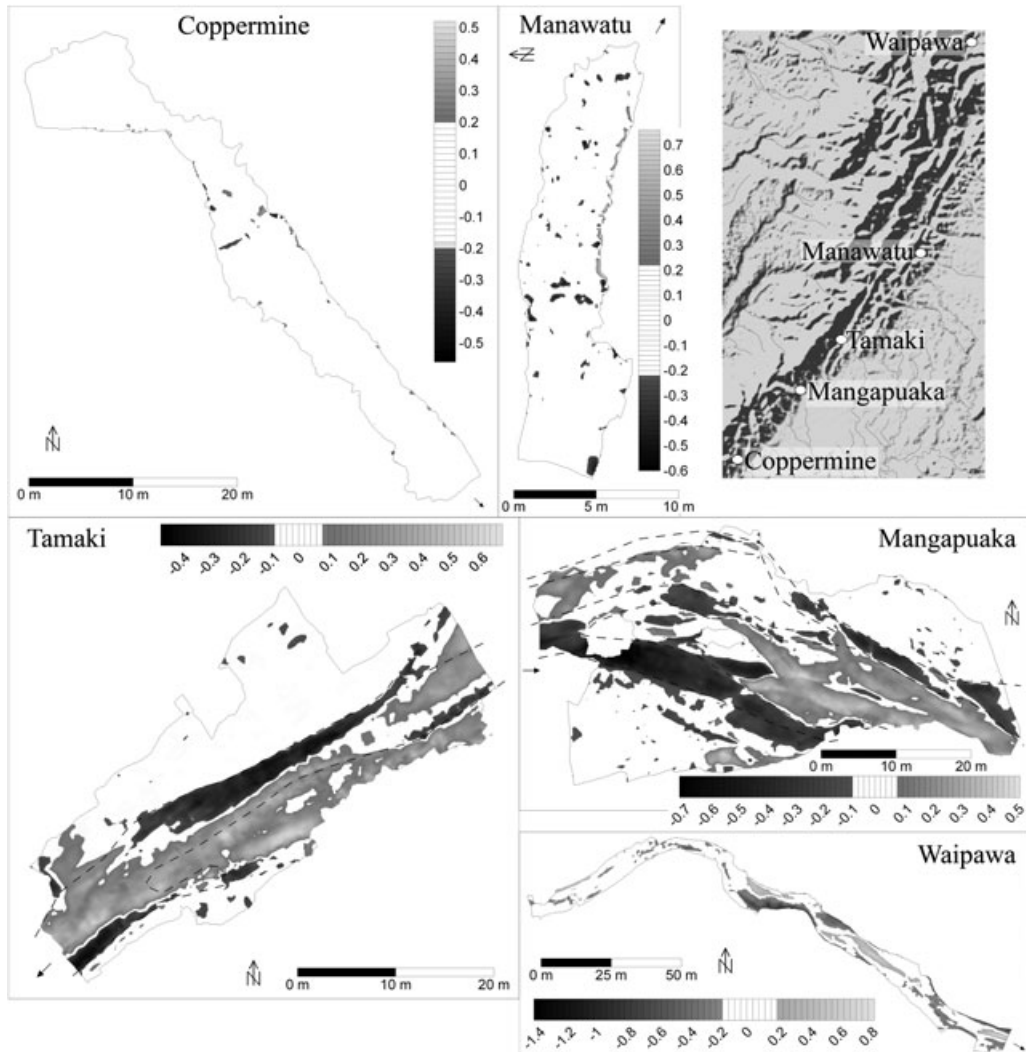 Coppermine
0.5
0.4
0.3
0.2
0.1
0
-0.1
-0.2
-0.3
-0.4
-0.5
N
0 m 10 m 20 m
Manawatu
N
0.7
0.6
0.5
0.4
0.3
0.2
0.1
0
-0.1
-0.2
-0.3
-0.4
-0.5
-0.6
0 m 5 m 10 m
Waipawa
Manawatu
Tamaki
Mangapuaka
Coppermine
Tamaki
-0.4 -0.3 -0.2 -0.1 0 0.1 0.2 0.3 0.4 0.5 0.6
N
0 m 10 m 20 m
Mangapuaka
N
0 m 10 m 20 m
-0.7 -0.6 -0.5 -0.4 -0.3 -0.2 -0.1 0 0.1 0.2 0.3 0.4 0.5
Waipawa
0 m 25 m 50 m
N
-1.4 -1.2 -1 -0.8 -0.6 -0.4 -0.2 0 0.2 0.4 0.6 0.8